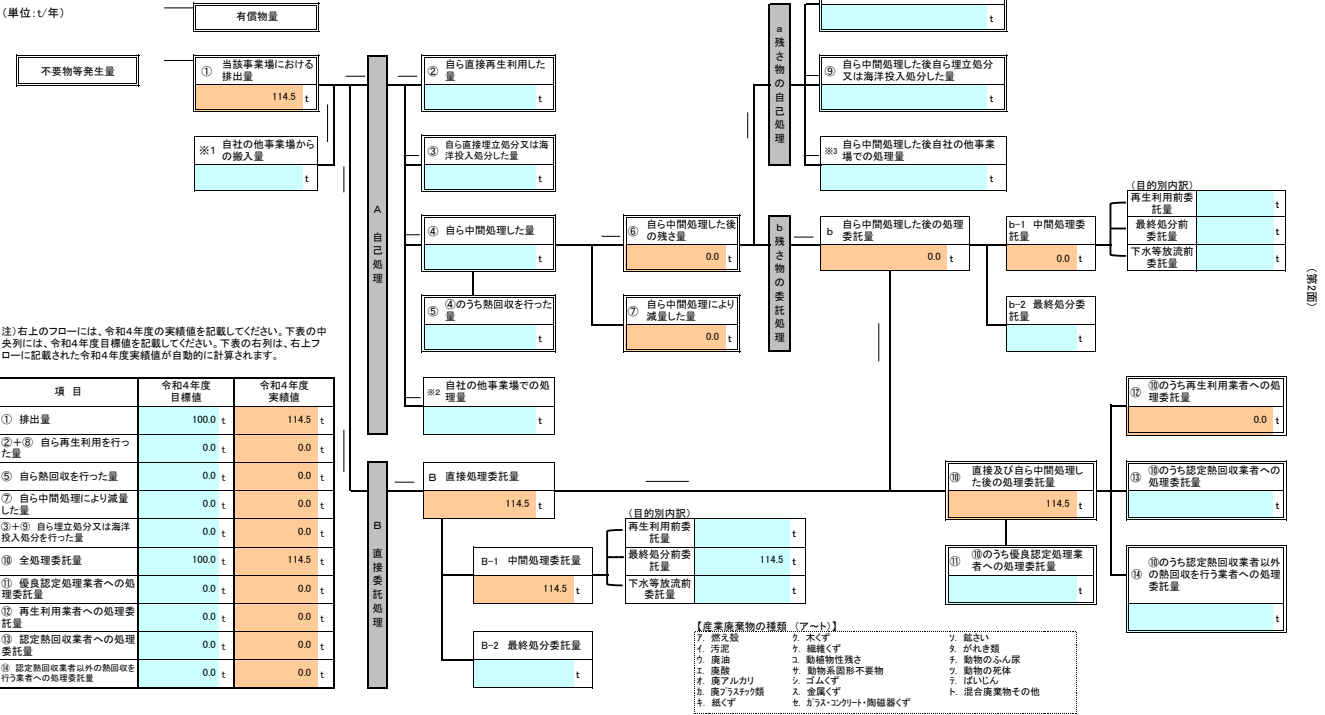 (単位:t/年)
有償物量
不要物等発生量
① 当該事業場における
排出量
114.5 t
※1 自社の他事業場から
の搬入量
t
A 自己処理
② 自ら直接再生利用した
量
t
③ 自ら直接埋立処分又は海
洋投入処分した量
t
④ 自ら中間処理した量
t
⑤ ④のうち熱回収を行った
量
t
※2 自社の他事業場での処
理量
t
⑥ 自ら中間処理した後
の残さ量
0.0 t
⑦ 自ら中間処理により
減量した量
0.0 t
a 残さ物の自己処理
t
⑨ 自ら中間処理した後自ら埋立処分
又は海洋投入処分した量
t
※3 自ら中間処理した後自社の他事業
場での処理量
t
b 残さ物の委託処理
b 自ら中間処理した後の処理
委託量
0.0 t
b-1 中間処理委
託量
0.0 t
b-2 最終処分委
託量
t
(目的別内訳)
再生利用前委
託量
t
最終処分前
委託量
t
下水等放流前
委託量
t
(第2面)
注)右上のフローには、令和4年度の実績値を記載してください。下表の中
央列には、令和4年度目標値を記載してください。下表の右列は、右上フ
ローに記載された令和4年度実績値が自動的に計算されます。
項 目 令和4年度
目標値 令和4年度
実績値
① 排出量 100.0 t 114.5 t
②+⑧ 自ら再生利用を行っ
た量 0.0 t 0.0 t
⑤ 自ら熱回収を行った量 0.0 t 0.0 t
⑦ 自ら中間処理により減量
した量 0.0 t 0.0 t
③+⑨ 自ら埋立処分又は海洋
投入処分を行った量 0.0 t 0.0 t
⑩ 全処理委託量 100.0 t 114.5 t
⑪ 優良認定処理業者への処
理委託量 0.0 t 0.0 t
⑫ 再生利用業者への処理委
託量 0.0 t 0.0 t
⑬ 認定熱回収業者への処理
委託量 0.0 t 0.0 t
⑭ 認定熱回収業者以外の熱回収を
行う業者への処理委託量 0.0 t 0.0 t
B 直接委託処理
B 直接処理委託量
114.5 t
B-1 中間処理委託量
114.5 t
B-2 最終処分委託量
t
(目的別内訳)
再生利用前委
託量
t
最終処分前委
託量
114.5 t
下水等放流前
委託量
t
⑩ 直接及び自ら中間処理し
た後の処理委託量
114.5 t
⑪ ⑩のうち優良認定処理業
者への処理委託量
t
⑫ ⑩のうち再生利用業者への処
理委託量
0.0 t
⑬ ⑩のうち認定熱回収業者への
処理委託量
t
⑭ ⑩のうち認定熱回収業者以外
の熱回収を行う業者への処理
委託量
t
【産業廃棄物の種類 (ア~ト)】
ア. 燃え殻 ク. 木くず ソ. 鉱さい
イ. 汚泥 ケ. 繊維くず タ. がれき類
ウ. 廃油 コ. 動植物性残さ チ. 動物のふん尿
エ. 廃酸 サ. 動物系固形不要物 ツ. 動物の死体
オ. 廃アルカリ シ. ゴムくず テ. ばいじん
カ. 廃プラスチック類 ス. 金属くず ト. 混合廃棄物その他
キ. 紙くず セ. ガラス・コンクリート・陶磁器くず